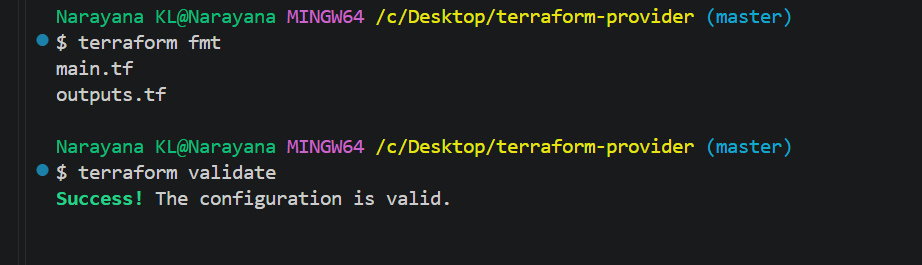 Narayana KL@Narayana MINGW64 /c/Desktop/terraform-provider (master)
$ terraform fmt
main.tf
outputs.tf
Narayana KL@Narayana MINGW64 /c/Desktop/terraform-provider (master)
$ terraform validate
Success! The configuration is valid.